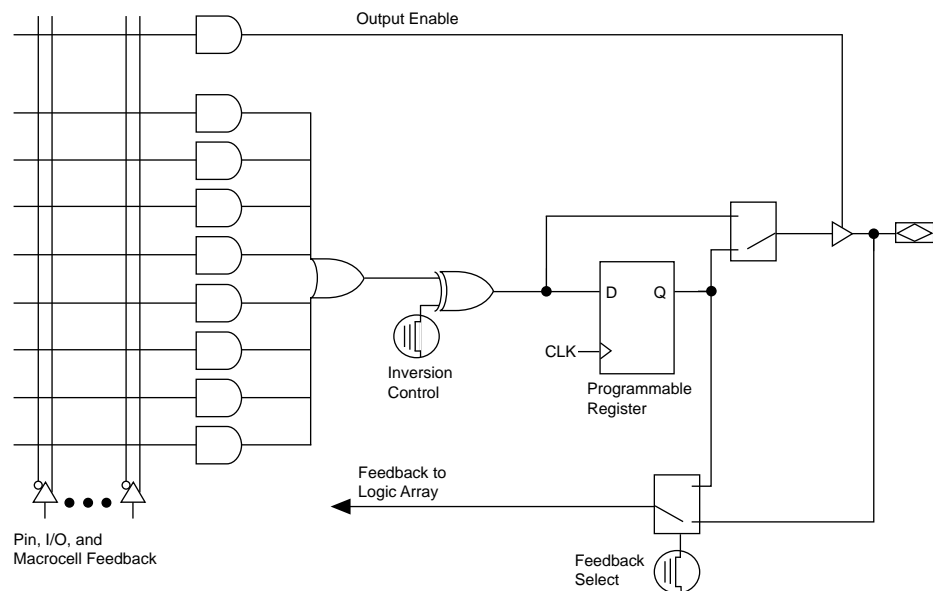 Output Enable
D
Q
CLK
Inversion
Control
Programmable
Register
Feedback to
Logic Array
Pin, I/O, and
Macrocell Feedback
Feedback
Select